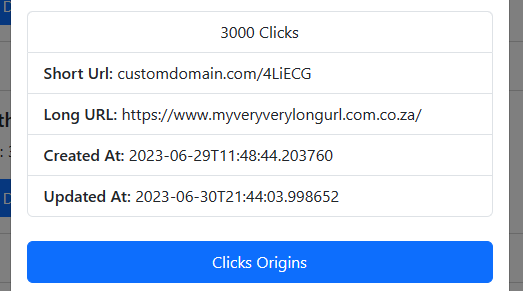 3000 Clicks
Short Url: customdomain.com/4LiECG
Long URL: https://www.myveryverylongurl.com.co.za/
Created At: 2023-06-29T11:48:44.203760
Updated At: 2023-06-30T21:44:03.998652
Clicks Origins